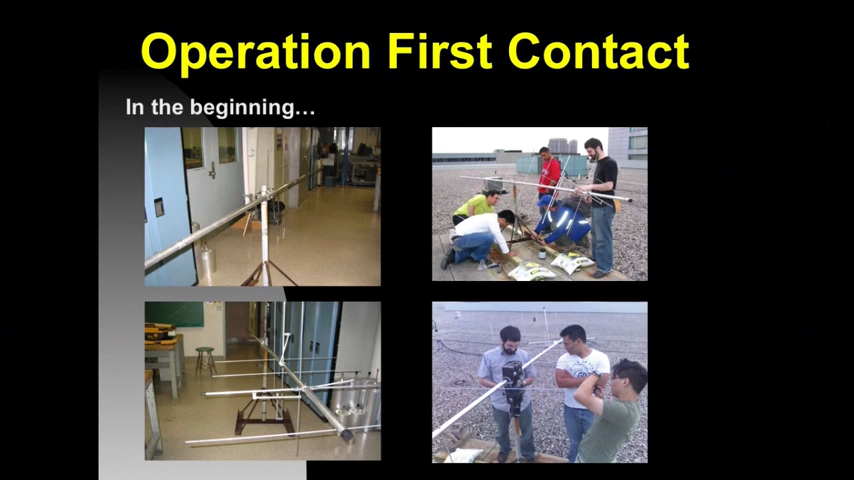 Operation First Contact
In the beginning…